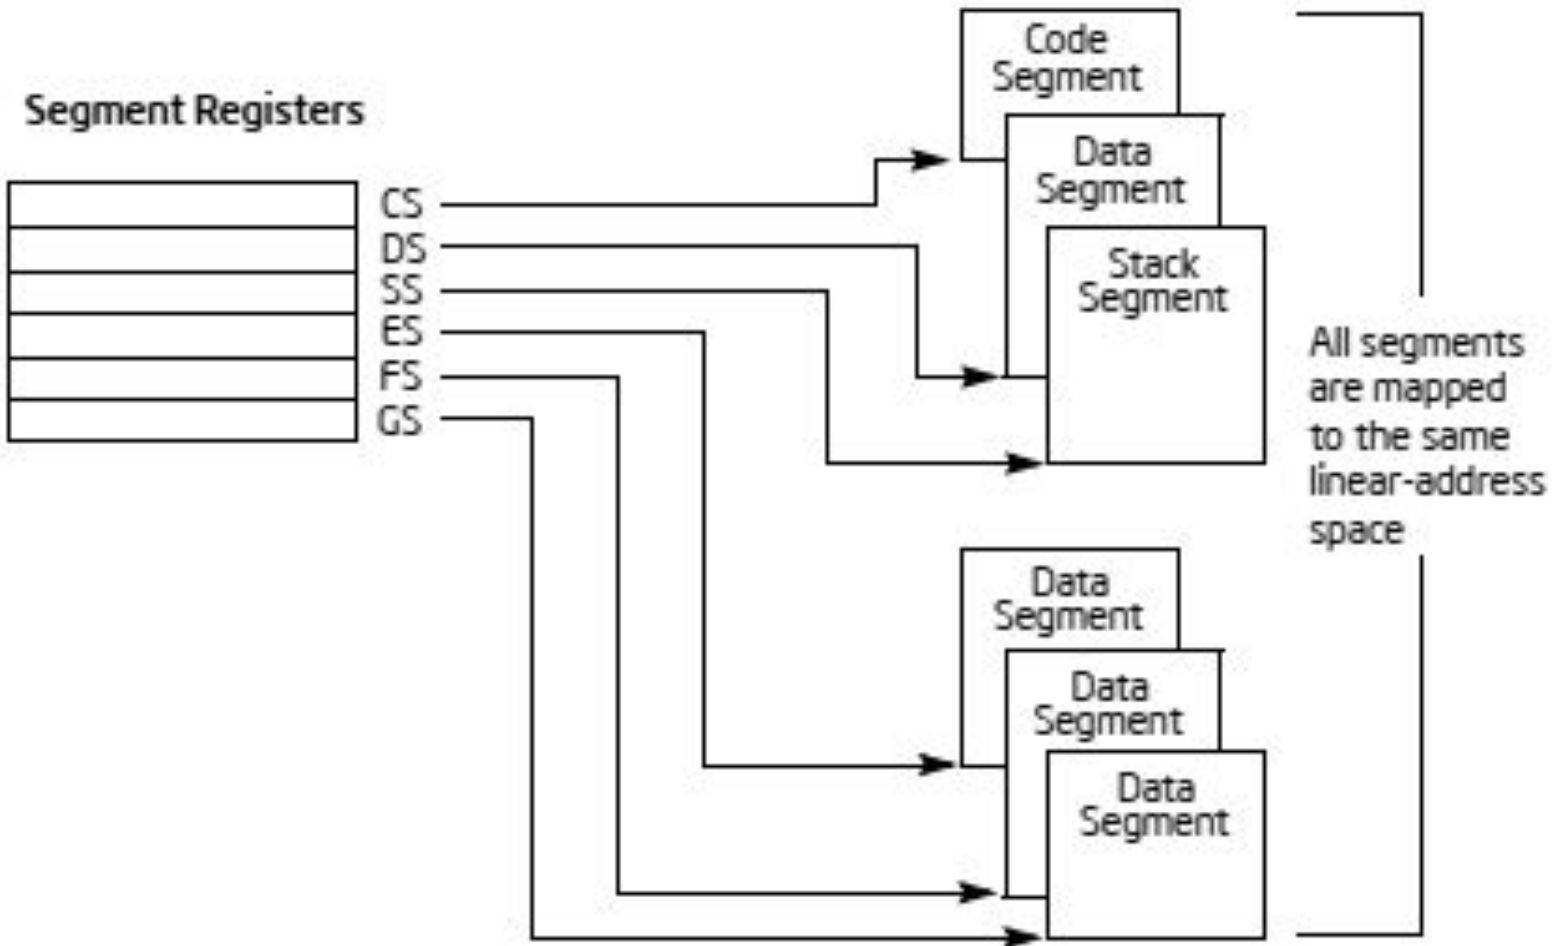 Segment Registers
CS
DS
SS
ES
FS
GS
Code
Segment
Data
Segment
Stack
Segment
Data
Segment
Data
Segment
Data
Segment
All segments
are mapped
to the same
linear-address
space